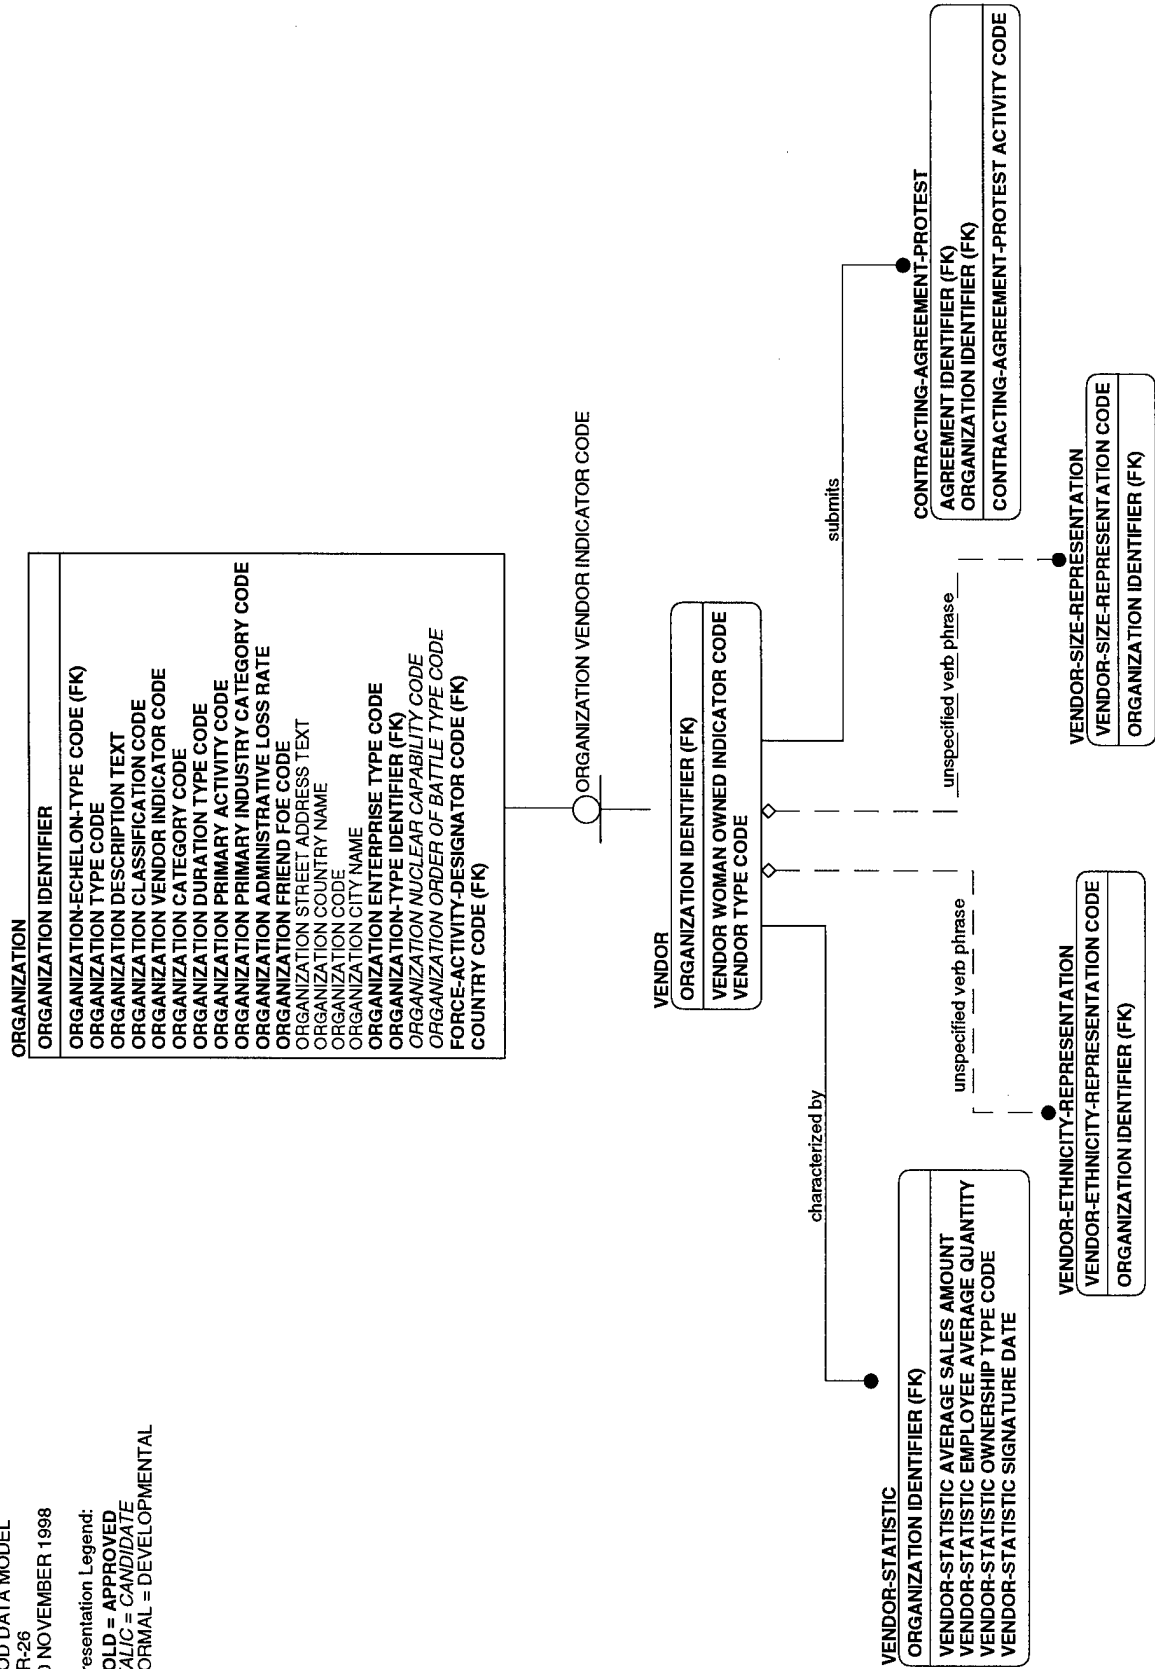 OD DATA MODEL
R-26
NOVEMBER 1998
resentation Legend:
OLD = APPROVED
ALIC = CANDIDATE
ORMAL = DEVELOPMENTAL
ORGANIZATION
ORGANIZATION IDENTIFIER
ORGANIZATION-ECHELON-TYPE CODE (FK)
ORGANIZATION TYPE CODE
ORGANIZATION DESCRIPTION TEXT
ORGANIZATION CLASSIFICATION CODE
ORGANIZATION VENDOR INDICATOR CODE
ORGANIZATION CATEGORY CODE
ORGANIZATION DURATION TYPE CODE
ORGANIZATION PRIMARY ACTIVITY CODE
ORGANIZATION PRIMARY INDUSTRY CATEGORY CODE
ORGANIZATION ADMINISTRATIVE LOSS RATE
ORGANIZATION FRIEND FOE CODE
ORGANIZATION STREET ADDRESS TEXT
ORGANIZATION COUNTRY NAME
ORGANIZATION CODE
ORGANIZATION CITY NAME
ORGANIZATION ENTERPRISE TYPE CODE
ORGANIZATION-TYPE IDENTIFIER (FK)
ORGANIZATION NUCLEAR CAPABILITY CODE
ORGANIZATION ORDER OF BATTLE TYPE CODE
FORCE-ACTIVITY-DESIGNATOR CODE (FK)
COUNTRY CODE (FK)
ORGANIZATION VENDOR INDICATOR CODE
VENDOR
ORGANIZATION IDENTIFIER (FK)
VENDOR WOMAN OWNED INDICATOR CODE
VENDOR TYPE CODE
characterized by
unspecified verb phrase
unspecified verb phrase
submits
VENDOR-STATISTIC
ORGANIZATION IDENTIFIER (FK)
VENDOR-STATISTIC AVERAGE SALES AMOUNT
VENDOR-STATISTIC EMPLOYEE AVERAGE QUANTITY
VENDOR-STATISTIC OWNERSHIP TYPE CODE
VENDOR-STATISTIC SIGNATURE DATE
VENDOR-ETHNICITY-REPRESENTATION
VENDOR-ETHNICITY-REPRESENTATION CODE
ORGANIZATION IDENTIFIER (FK)
VENDOR-SIZE-REPRESENTATION
VENDOR-SIZE-REPRESENTATION CODE
ORGANIZATION IDENTIFIER (FK)
CONTRACTING-AGREEMENT-PROTEST
AGREEMENT IDENTIFIER (FK)
ORGANIZATION IDENTIFIER (FK)
CONTRACTING-AGREEMENT-PROTEST ACTIVITY CODE